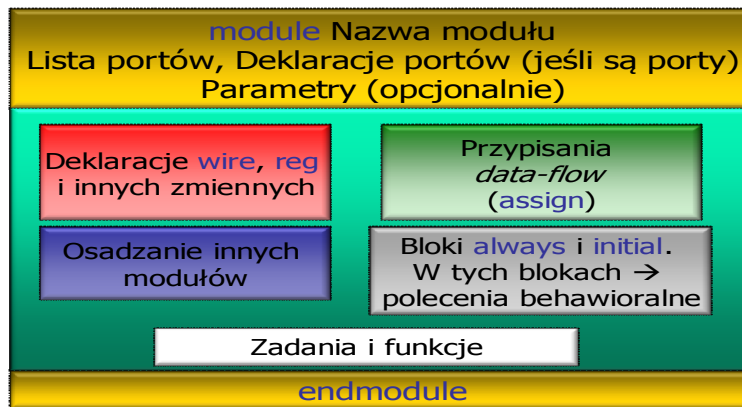 module Nazwa modułu
Lista portów, Deklaracje portów (jeśli są porty)
Parametry (opcjonalnie)
Deklaracje wire, reg
i innych zmiennych
Przypisania
data-flow
(assign)
Osadzanie innych
modułów
Bloki always i initial.
W tych blokach →
polecenia behawioralne
Zadania i funkcje
endmodule